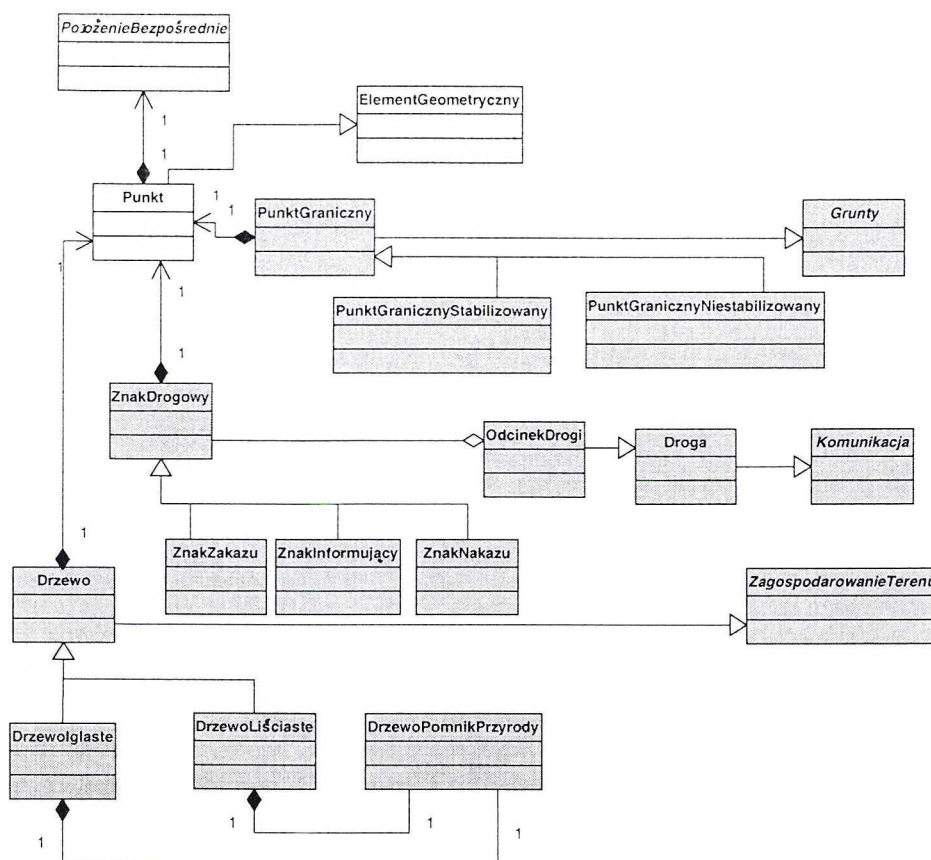 PołożenieBezpośrednie
ElementGeometryczny
1
1
Punkt
1
1
PunktGraniczny
Grunty
1
1
PunktGranicznyStabilizowany
PunktGranicznyNiestabilizowany
1
ZnakDrogowy
OdcinekDrogi
Droga
Komunikacja
1
ZnakZakazu
ZnakInformujący
ZnakNakazu
Drzewo
ZagospodarowanieTerenu
DrzewoIglaste
DrzewoLiściaste
DrzewoPomnikPrzyrody
1
1
1
1